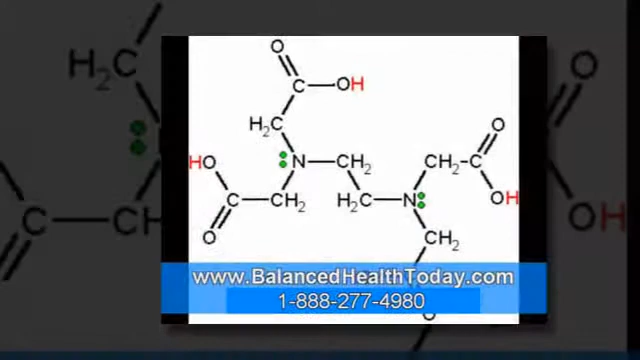 O
C OH
H₂C
HO N CH₂ CH₂ C O
C CH₂ H₂C N OH
O CH₂
www.BalancedHealthToday.com
1-888-277-4980